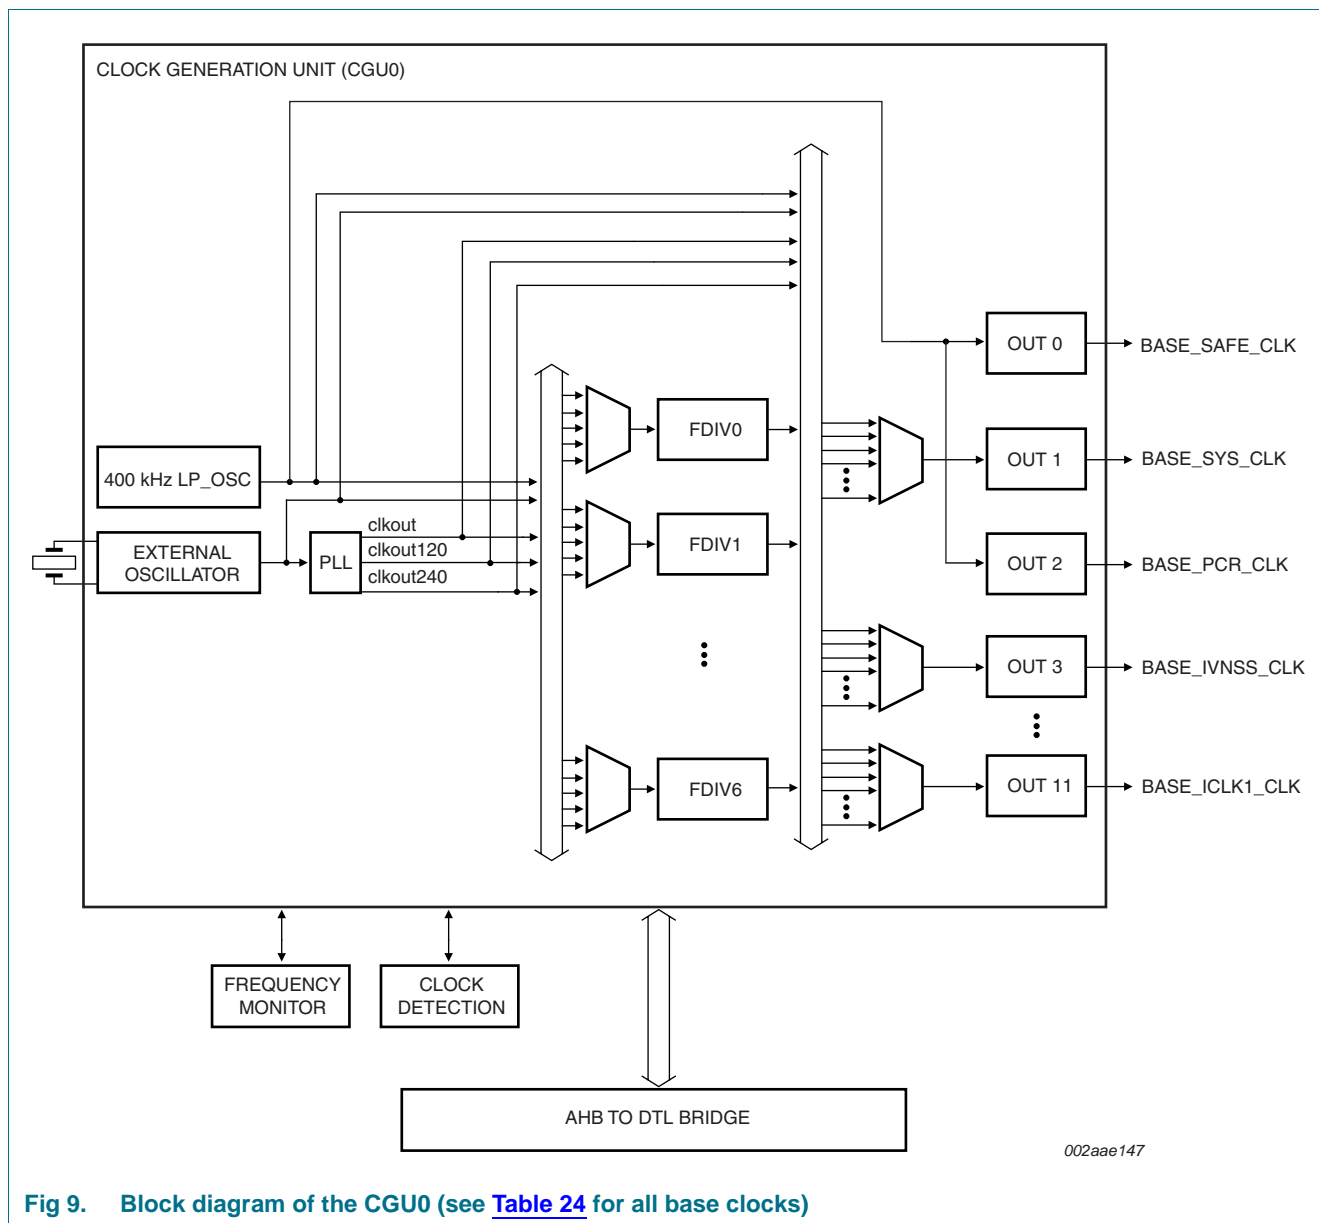 CLOCK GENERATION UNIT (CGU0)
OUT 0
BASE_SAFE_CLK
FDIV0
OUT 1
BASE_SYS_CLK
400 kHz LP_OSC
clkout
EXTERNAL
OSCILLATOR
PLL
clkout120
clkout240
FDIV1
OUT 2
BASE_PCR_CLK
OUT 3
BASE_IVNSS_CLK
FDIV6
OUT 11
BASE_ICLK1_CLK
FREQUENCY
MONITOR
CLOCK
DETECTION
AHB TO DTL BRIDGE
002aae147
Fig 9. Block diagram of the CGU0 (see Table 24 for all base clocks)